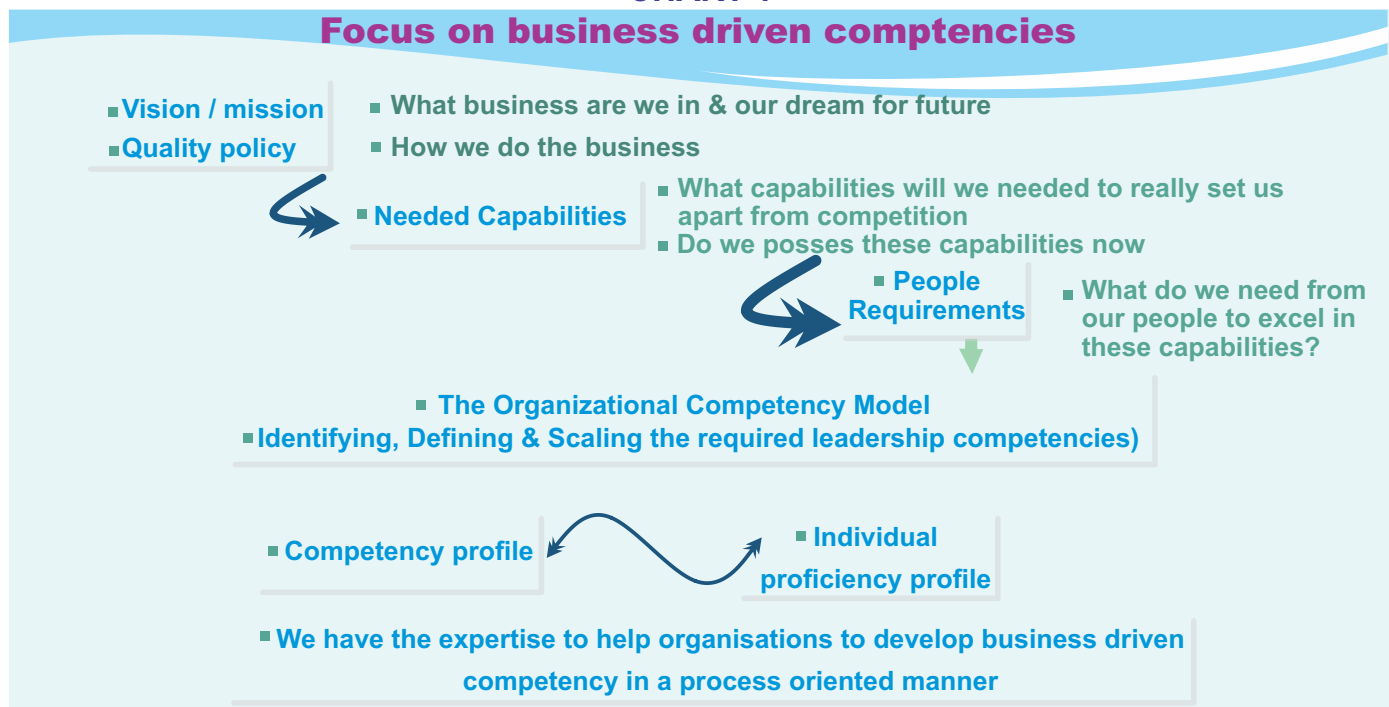 Focus on business driven comptencies
Vision / mission
Quality policy
What business are we in & our dream for future
How we do the business
Needed Capabilities
What capabilities will we needed to really set us
apart from competition
Do we posses these capabilities now
People
Requirements
What do we need from
our people to excel in
these capabilities?
The Organizational Competency Model
Identifying, Defining & Scaling the required leadership competencies)
Competency profile
Individual
proficiency profile
We have the expertise to help organisations to develop business driven
competency in a process oriented manner